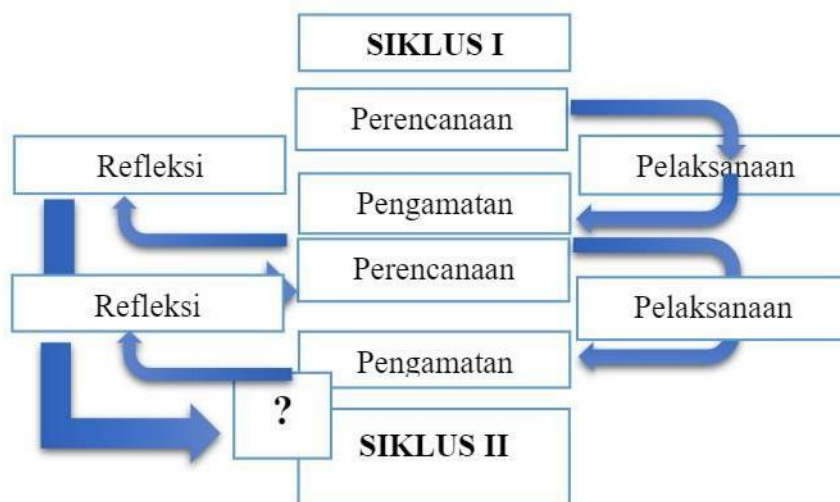 SIKLUS I
Perencanaan
Refleksi
Pelaksanaan
Pengamatan
Perencanaan
Refleksi
Pelaksanaan
Pengamatan
?
SIKLUS II